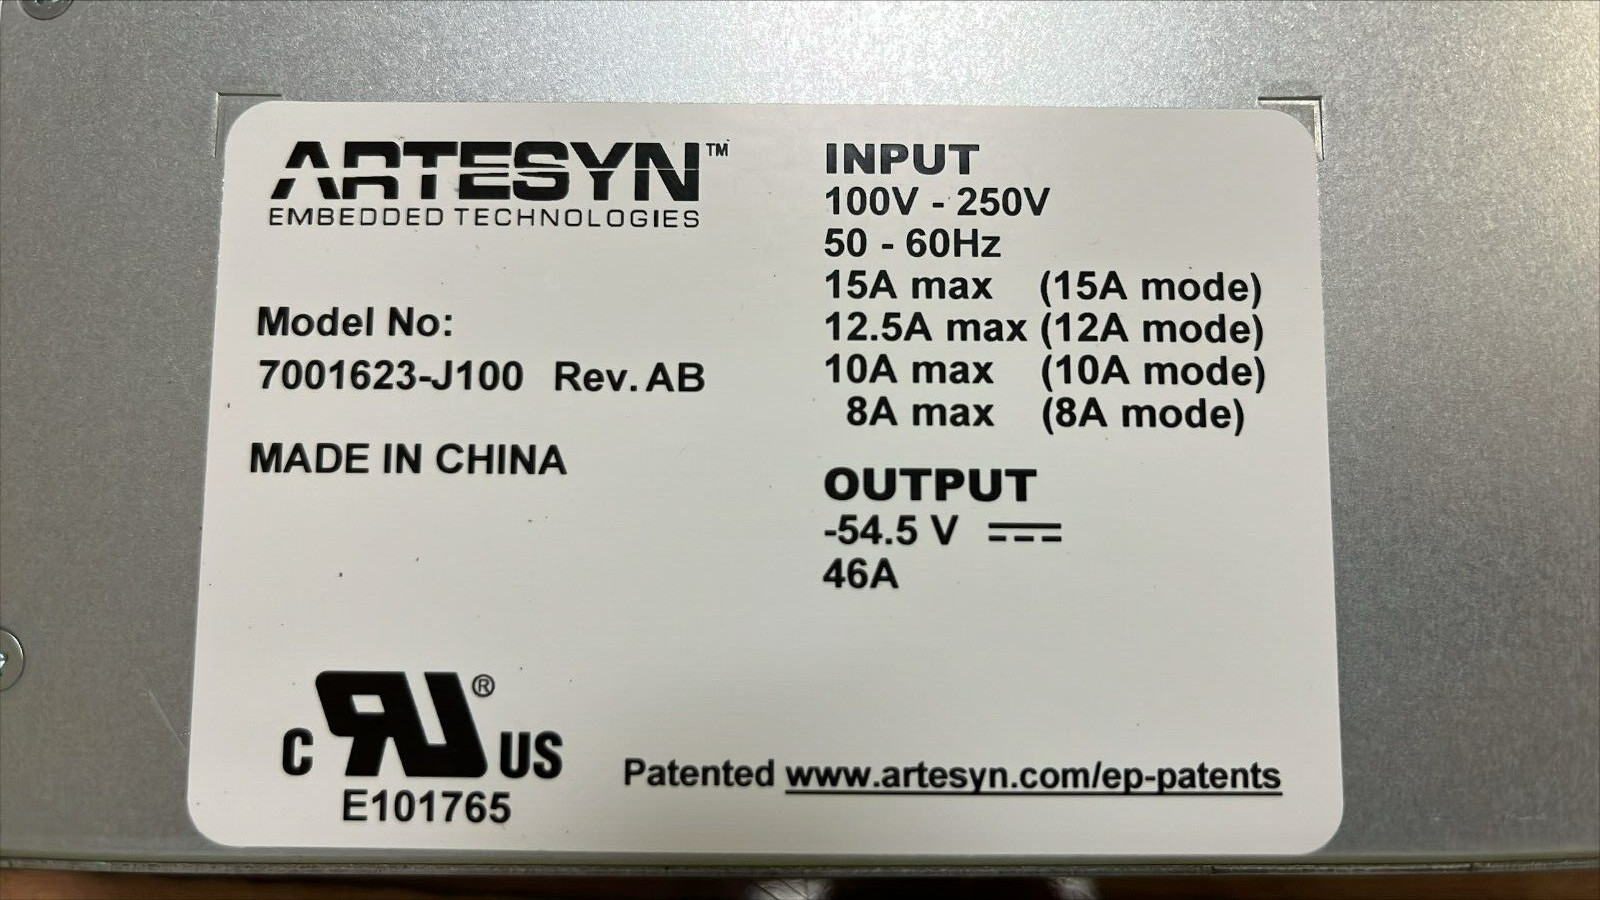 ARTESYN™
EMBEDDED TECHNOLOGIES
Model No:
7001623-J100 Rev. AB
MADE IN CHINA
INPUT
100V - 250V
50 - 60Hz
15A max (15A mode)
12.5A max (12A mode)
10A max (10A mode)
8A max (8A mode)
OUTPUT
-54.5 V
46A
C RU® US
E101765
Patented www.artesyn.com/ep-patents